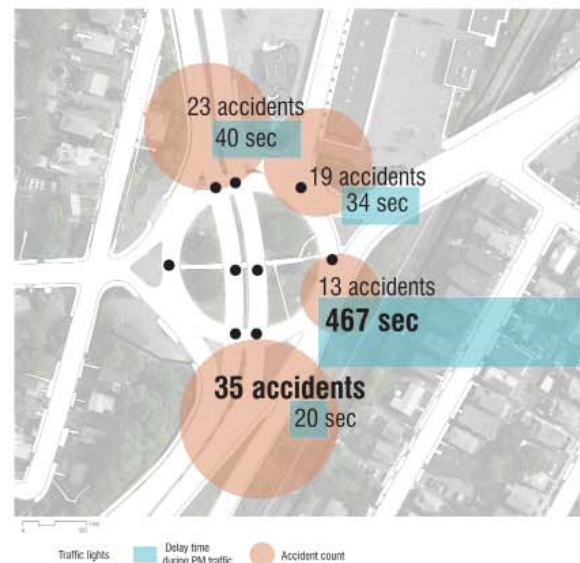 23 accidents
40 sec
19 accidents
34 sec
13 accidents
467 sec
35 accidents
20 sec
Traffic lights
Delay time
during PM traffic
Accident count